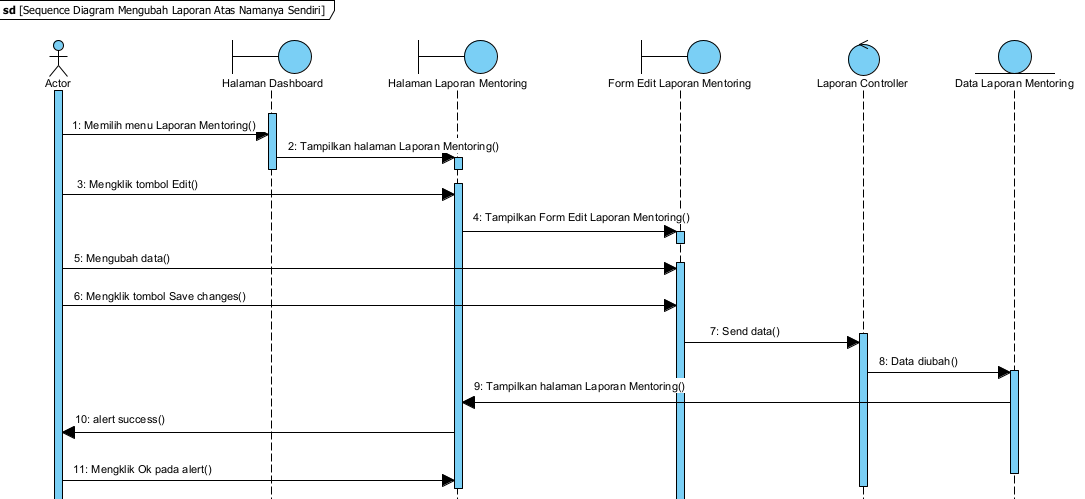 sd [Sequence Diagram Mengubah Laporan Atas Namanya Sendiri]
Actor
Halaman Dashboard
Halaman Laporan Mentoring
Form Edit Laporan Mentoring
Laporan Controller
Data Laporan Mentoring
1: Memilih menu Laporan Mentoring()
2: Tampilkan halaman Laporan Mentoring()
3: Mengklik tombol Edit()
4: Tampilkan Form Edit Laporan Mentoring()
5: Mengubah data()
6: Mengklik tombol Save changes()
7: Send data()
8: Data diubah()
9: Tampilkan halaman Laporan Mentoring()
10: alert success()
11: Mengklik Ok pada alert()